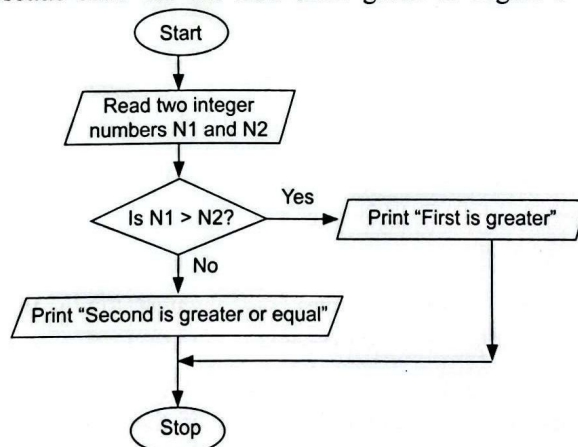 Start
Read two integer
numbers N1 and N2
Is N1 > N2?
Yes
Print "First is greater"
No
Print "Second is greater or equal"
Stop